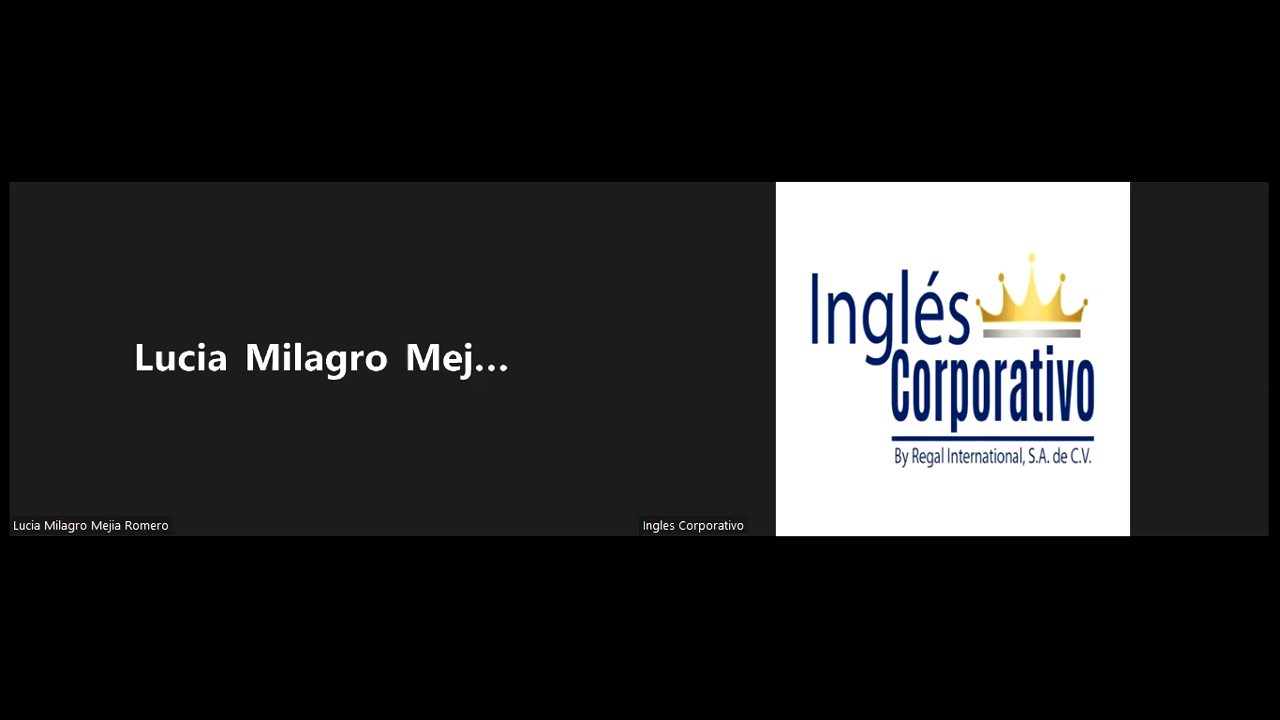 Lucia Milagro Mej...
Lucia Milagro Mejia Romero
Ingles Corporativo
Inglés
Corporativo
By Regal International, S.A. de C.V.